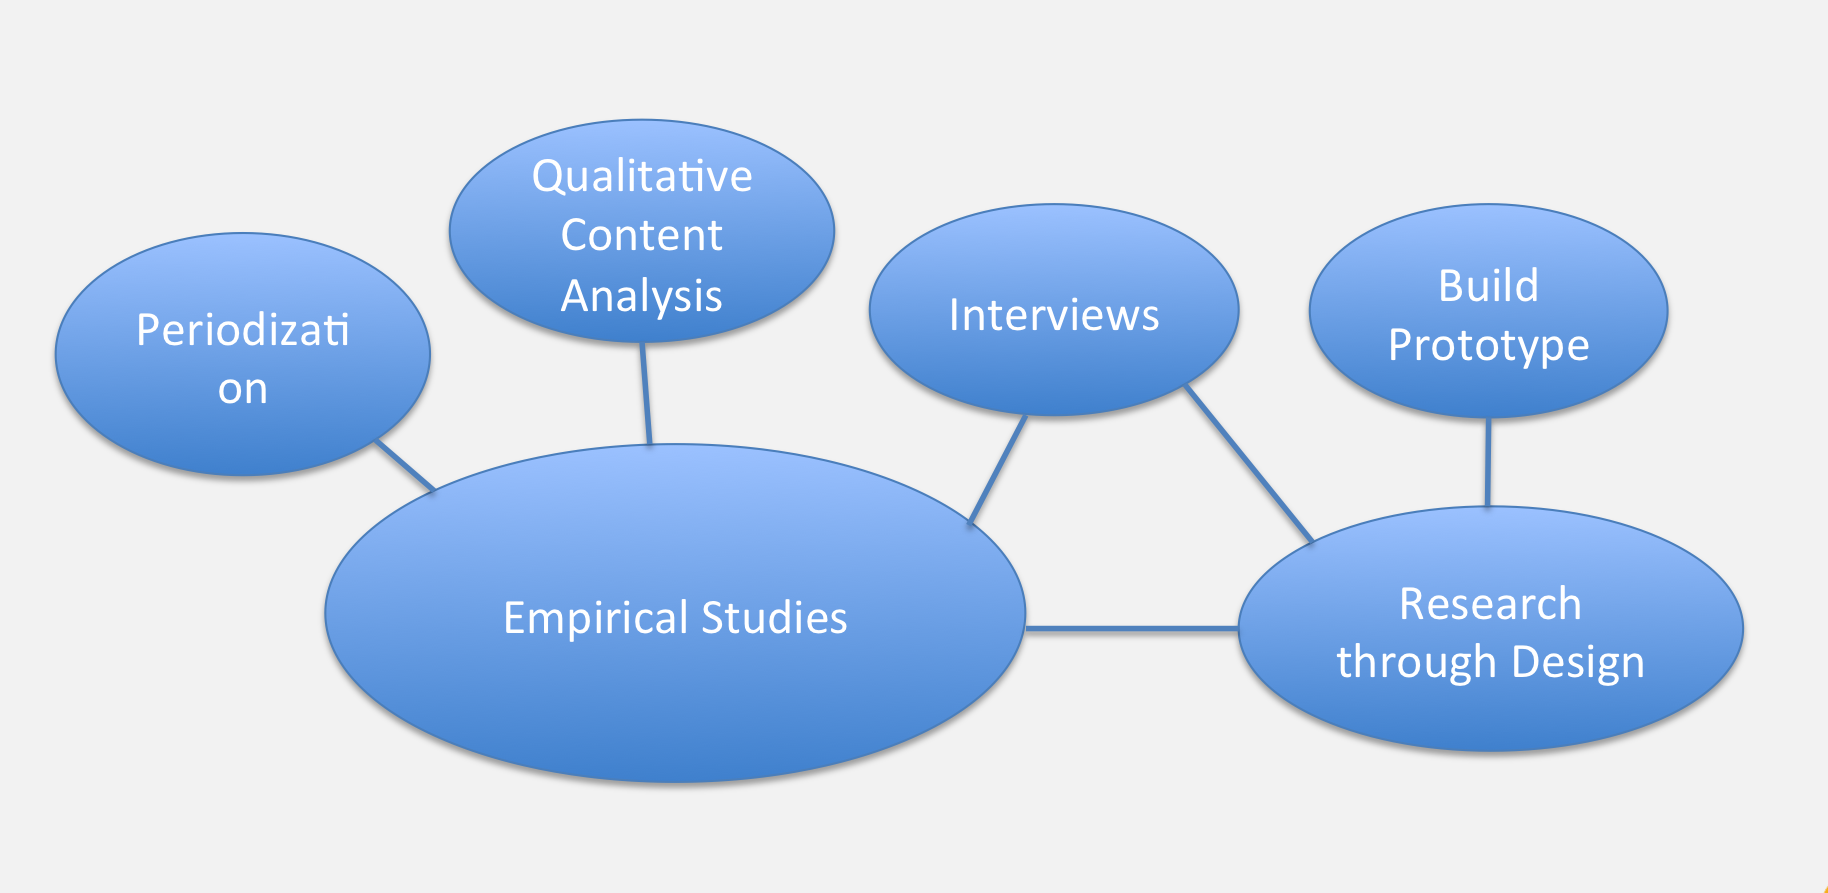 Qualitative
Content
Analysis
Periodizati
on
Interviews
Build
Prototype
Empirical Studies
Research
through Design